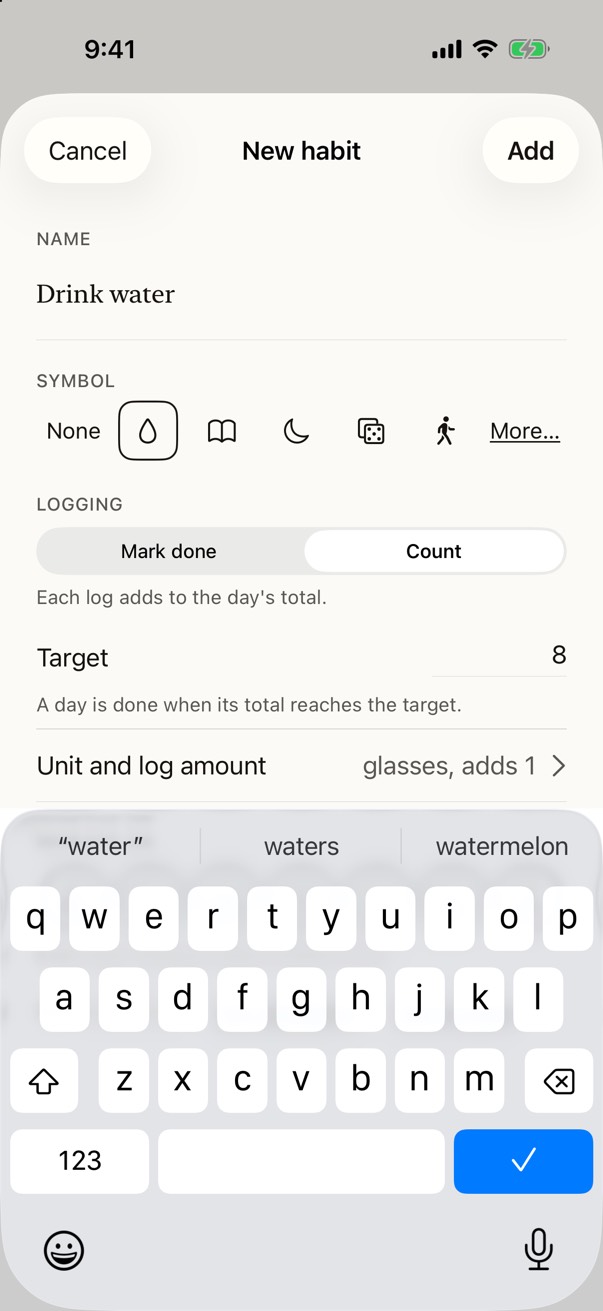 9:41
Cancel New habit Add
NAME
Drink water
SYMBOL
None More...
LOGGING
Mark done Count
Each log adds to the day's total.
Target 8
A day is done when its total reaches the target.
Unit and log amount glasses, adds 1
“water” waters watermelon
q w e r t y u i o p
a s d f g h j k l
z x c v b n m
123